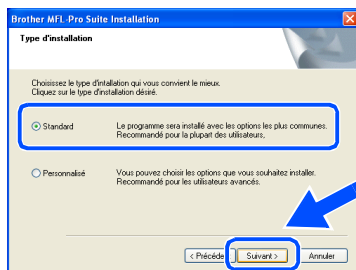 Brother MFL-Pro Suite Installation
Type d'installation
Choisissez le type d'intallation qui vous convient le mieux.
Cliquez sur le type d'installation désiré.
Standard
Le programme sera installé avec les options les plus communes.
Recommandé pour la plupart des utilisateurs.
Personnalisé
Vous pouvez choisir les options que vous souhaitez installer.
Recommandé pour les utilisateurs avancés.
< Précéde
Suivant >
Annuler